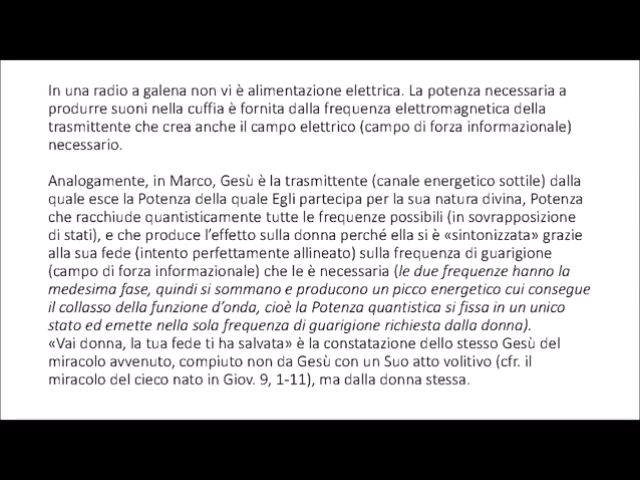 In una radio a galena non vi è alimentazione elettrica. La potenza necessaria a
produrre suoni nella cuffia è fornita dalla frequenza elettromagnetica della
trasmittente che crea anche il campo elettrico (campo di forza informazionale)
necessario.
Analogamente, in Marco, Gesù è la trasmittente (canale energetico sottile) dalla
quale esce la Potenza della quale Egli partecipa per la sua natura divina, Potenza
che racchiude quantisticamente tutte le frequenze possibili (in sovrapposizione
di stati), e che produce l’effetto sulla donna perché ella si è «sintonizzata» grazie
alla sua fede (intento perfettamente allineato) sulla frequenza di guarigione
(campo di forza informazionale) che le è necessaria (le due frequenze hanno la
medesima fase, quindi si sommano e producono un picco energetico cui consegue
il collasso della funzione d’onda, cioè la Potenza quantistica si fissa in un unico
stato ed emette nella sola frequenza di guarigione richiesta dalla donna).
«Vai donna, la tua fede ti ha salvata» è la constatazione dello stesso Gesù del
miracolo avvenuto, compiuto non da Gesù con un Suo atto volitivo (cfr. il
miracolo del cieco nato in Giov. 9, 1-11), ma dalla donna stessa.